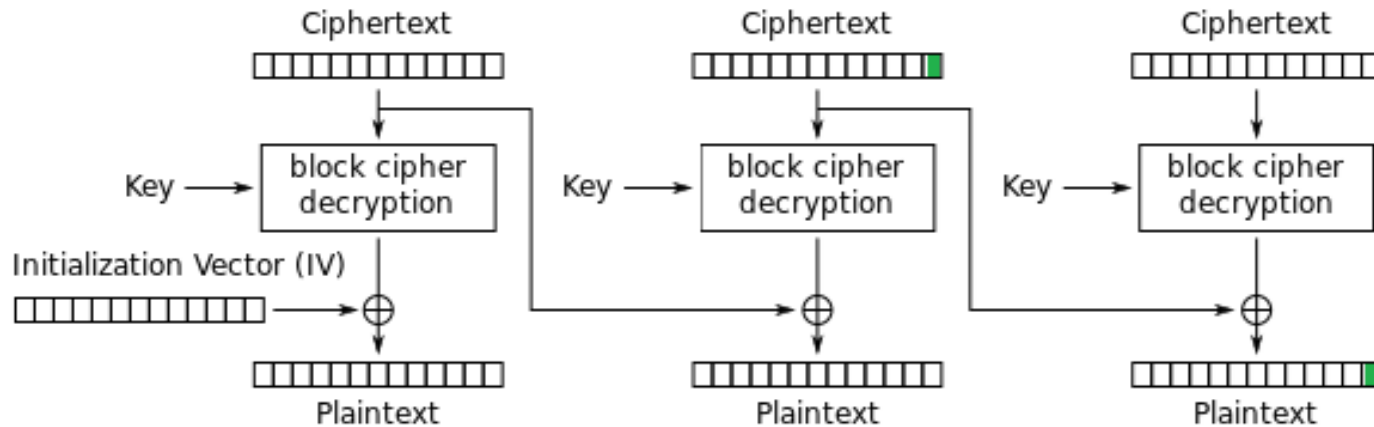 Ciphertext
Ciphertext
Ciphertext
Key
block cipher
decryption
Key
block cipher
decryption
Key
block cipher
decryption
Initialization Vector (IV)
Plaintext
Plaintext
Plaintext